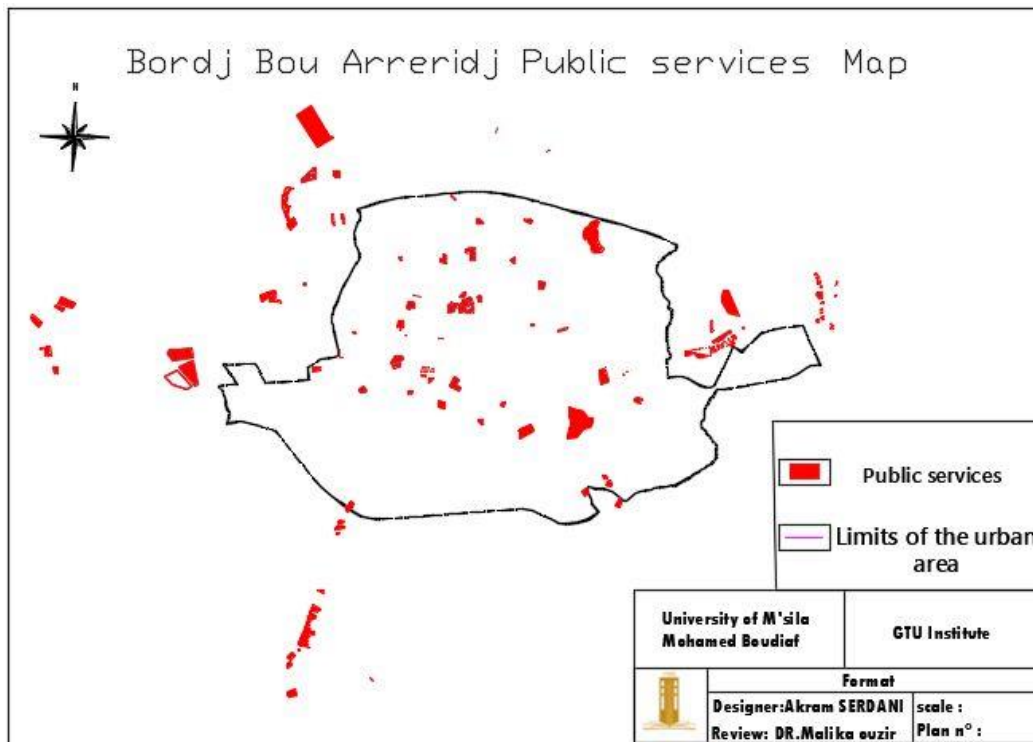 Bordj Bou Arreridj Public services Map
N
Public services
Limits of the urban
area
University of M'sila
Mohamed Boudiaf
GTU Institute
Format
Designer:Akram SERDANI
scale :
Review: DR.Malika ouzir
Plan n° :